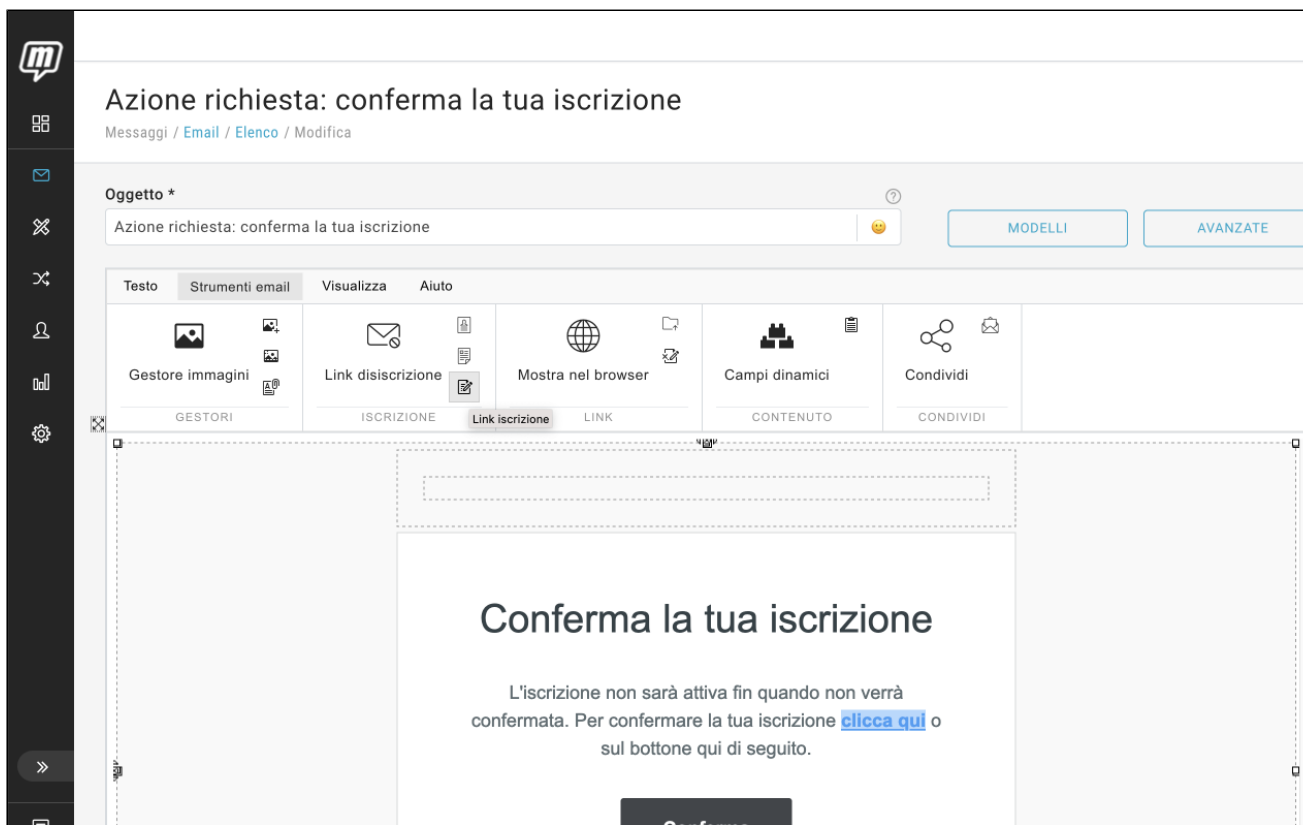 Azione richiesta: conferma la tua iscrizione
Messaggi / Email / Elenco / Modifica
Oggetto *
Azione richiesta: conferma la tua iscrizione
MODELLI
AVANZATE
Testo
Strumenti email
Visualizza
Aiuto
Gestore immagini
Link disiscrizione
Mostra nel browser
Campi dinamici
Condividi
GESTORI
ISCRIZIONE
Link iscrizione
LINK
CONTENUTO
CONDIVIDI
Conferma la tua iscrizione
L'iscrizione non sarà attiva fin quando non verrà
confermata. Per confermare la tua iscrizione clicca qui o
sul bottone qui di seguito.